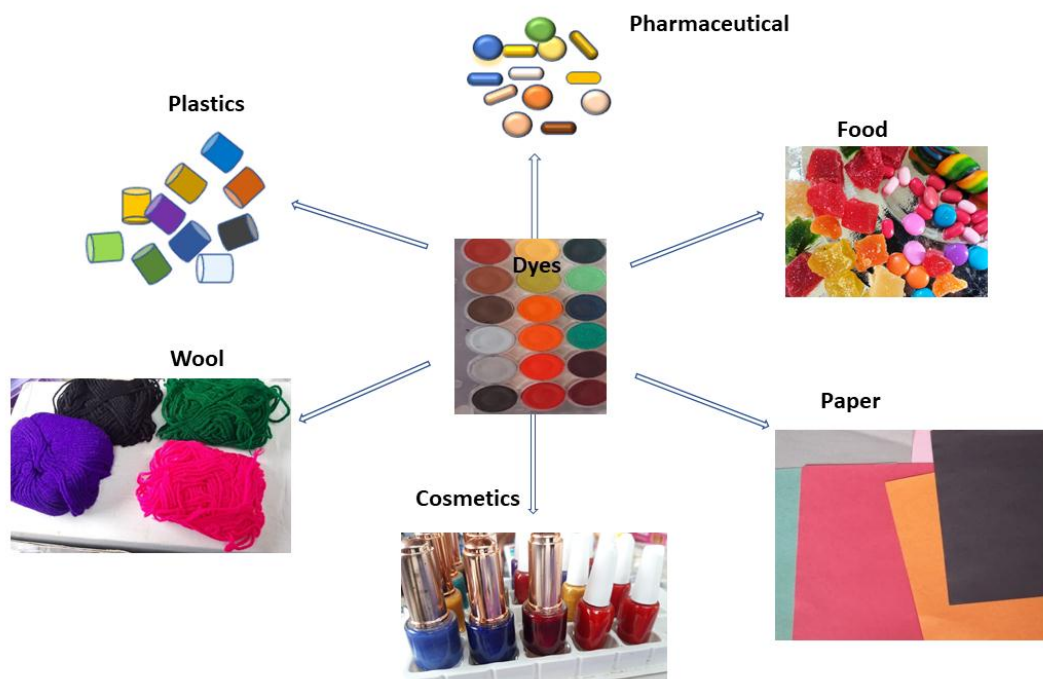 Pharmaceutical
Plastics
Food
Dyes
Wool
Paper
Cosmetics